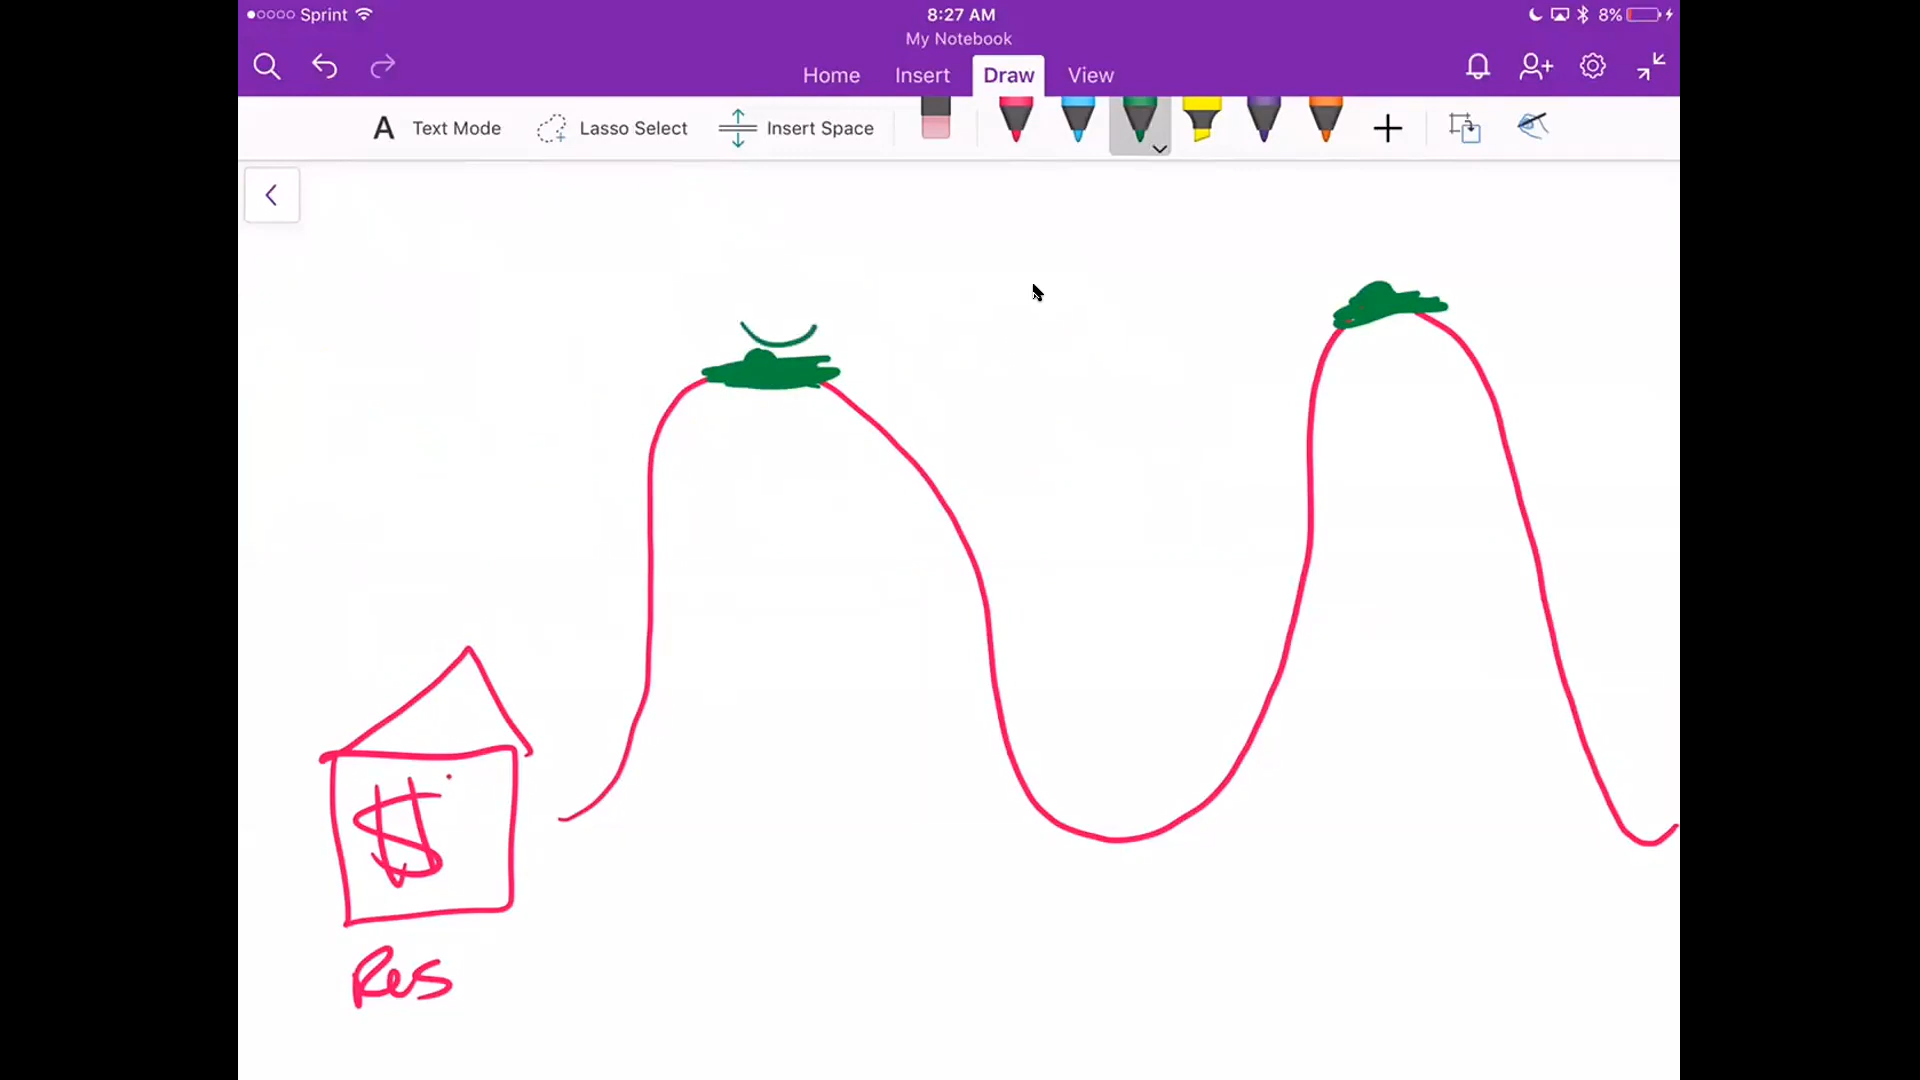 Sprint 8:27 AM 8%
My Notebook
Home Insert Draw View
A Text Mode Lasso Select Insert Space
$
Res